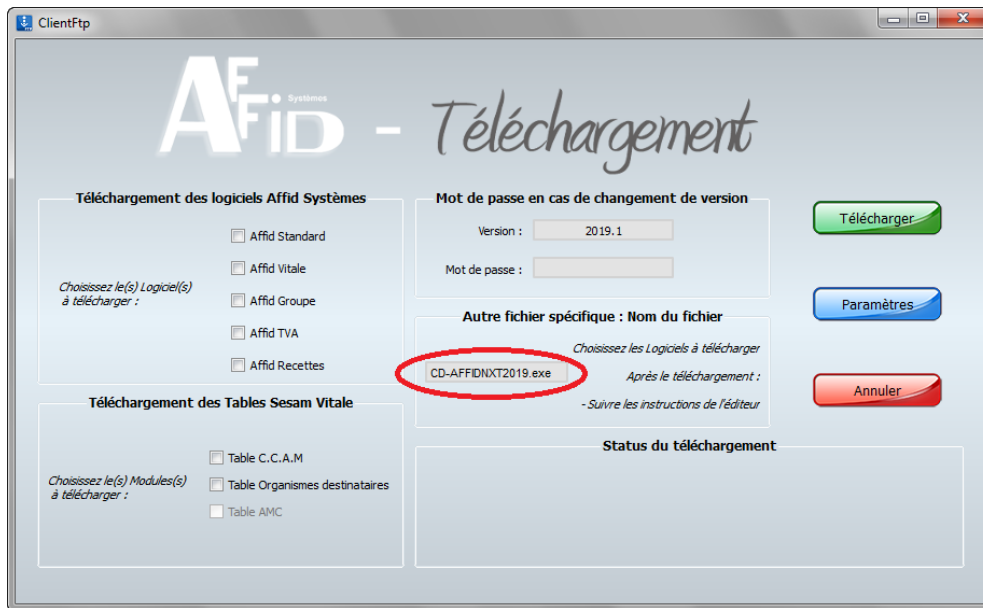 ClientFtp
AFFiD Systèmes - Téléchargement
Téléchargement des logiciels Affid Systèmes
Choisissez le(s) Logiciel(s)
à télécharger :
Affid Standard
Affid Vitale
Affid Groupe
Affid TVA
Affid Recettes
Téléchargement des Tables Sesam Vitale
Choisissez le(s) Modules(s)
à télécharger :
Table C.C.A.M
Table Organismes destinataires
Table AMC
Mot de passe en cas de changement de version
Version : 2019.1
Mot de passe :
Autre fichier spécifique : Nom du fichier
Choisissez les Logiciels à télécharger
CD-AFFIDNXT2019.exe
Après le téléchargement :
- Suivre les instructions de l'éditeur
Status du téléchargement
Télécharger
Paramètres
Annuler